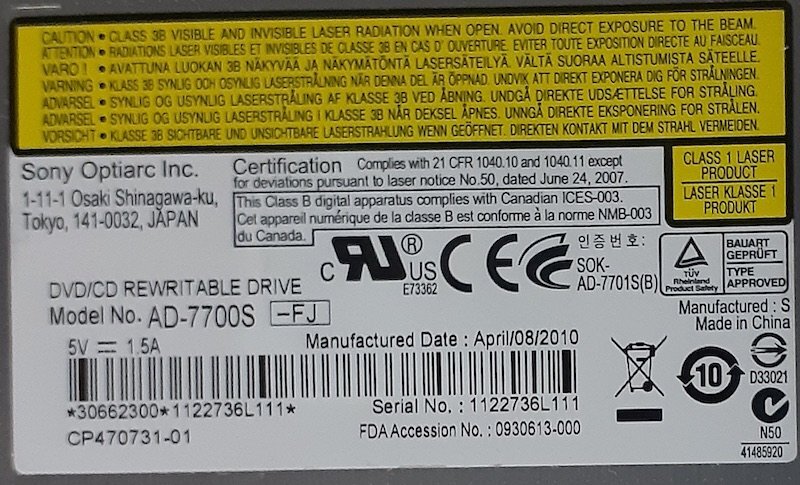 CAUTION • CLASS 3B VISIBLE AND INVISIBLE LASER RADIATION WHEN OPEN. AVOID DIRECT EXPOSURE TO THE BEAM.
ATTENTION • RADIATIONS LASER VISIBLES ET INVISIBLES DE CLASSE 3B EN CAS D' OUVERTURE. EVITER TOUTE EXPOSITION DIRECTE AU FAISCEAU.
VARO ! • AVATTUNA LUOKAN 3B NÄKYVÄÄ JA NÄKYMÄTÖNTÄ LASERSÄTEILYÄ. VÄLTÄ SUORAA ALTISTUMISTA SÄTEELLE.
VARNING • KLASS 3B SYNLIG OCH OSYNLIG LASERSTRÅLNING NÄR DENNA DEL ÄR ÖPPNAD. UNDVIK ATT DIREKT EXPONERA DIG FÖR STRÅLNINGEN.
ADVARSEL • SYNLIG OG USYNLIG LASERSTRÅLING AF KLASSE 3B VED ÅBNING. UNDGÅ DIREKTE UDSÆTTELSE FOR STRÅLING.
ADVARSEL • SYNLIG OG USYNLIG LASERSTRÅLING I KLASSE 3B NÅR DEKSEL ÅPNES. UNNGÅ DIREKTE EKSPONERING FOR STRÅLEN.
VORSICHT • KLASSE 3B SICHTBARE UND UNSICHTBARE LASERSTRAHLUNG WENN GEÖFFNET. DIREKTEN KONTAKT MIT DEM STRAHL VERMEIDEN.
Sony Optiarc Inc.
1-11-1 Osaki Shinagawa-ku,
Tokyo, 141-0032, JAPAN
Certification Complies with 21 CFR 1040.10 and 1040.11 except
for deviations pursuant to laser notice No.50, dated June 24, 2007.
This Class B digital apparatus complies with Canadian ICES-003.
Cet appareil numérique de la classe B est conforme à la norme NMB-003
du Canada.
CLASS 1 LASER
PRODUCT
LASER KLASSE 1
PRODUKT
C RU ® US
E73362
CE
인증번호:
SOK-
AD-7701S(B)
TÜV
Rheinland
Product Safety
BAUART
GEPRÜFT
TYPE
APPROVED
DVD/CD REWRITABLE DRIVE
Model No. AD-7700S -FJ
5V ⎓ 1.5A
Manufactured Date : April/08/2010
Manufactured : S
Made in China
*30662300*1122736L111*
Serial No. : 1122736L111
CP470731-01
FDA Accession No. : 0930613-000
10
D33021
N50
41485920